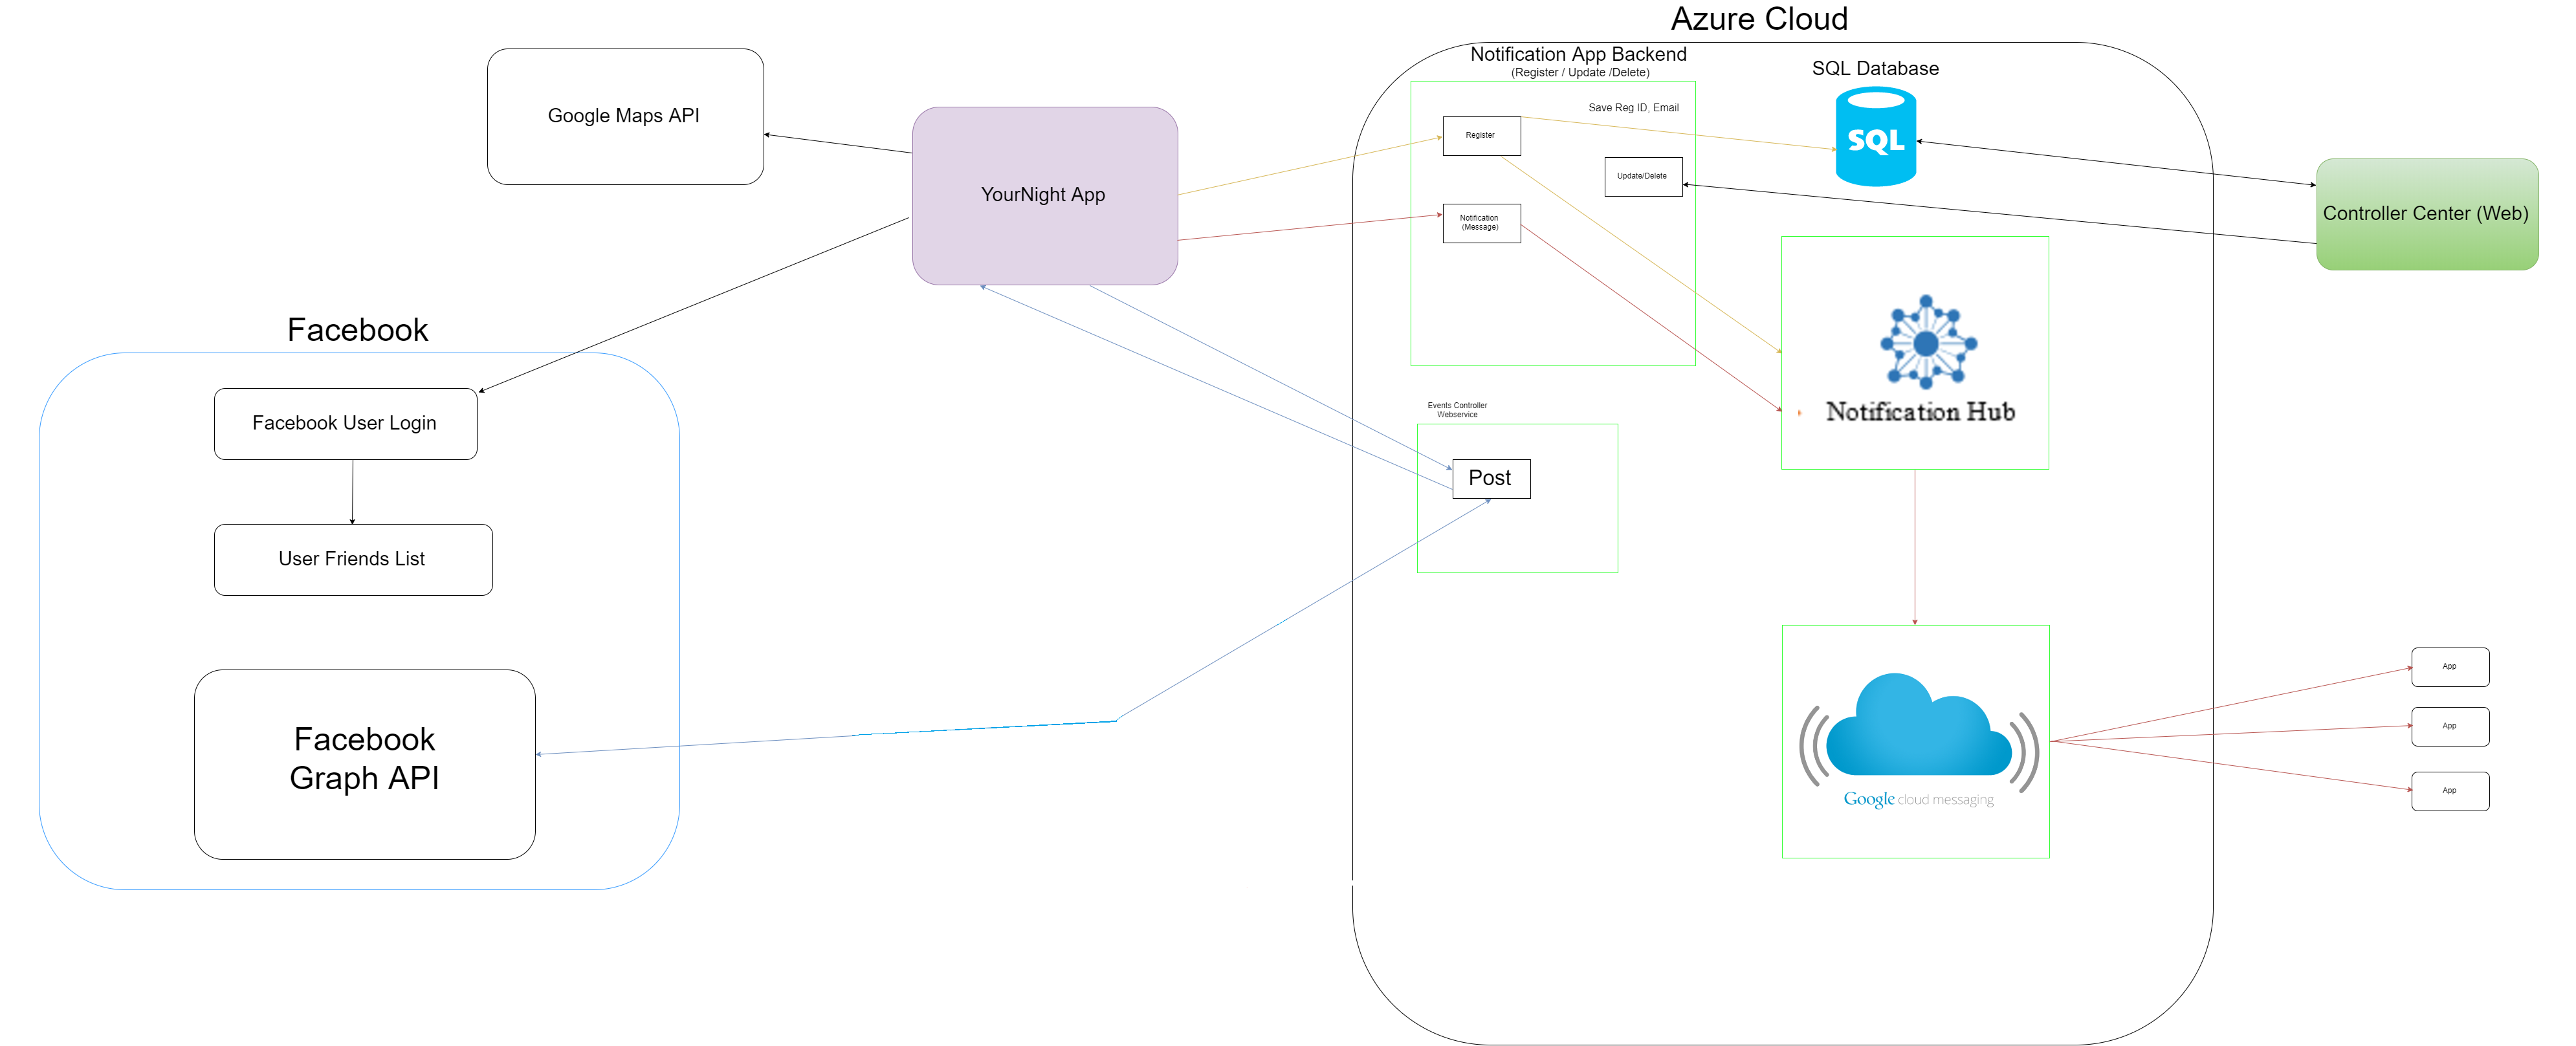 Azure Cloud
Notification App Backend
(Register / Update /Delete)
SQL Database
Google Maps API
Save Reg ID, Email
Register
SQL
Update/Delete
YourNight App
Notification
(Message)
Controller Center (Web)
Facebook
Facebook User Login
Events Controller
Webservice
Notification Hub
Post
User Friends List
Facebook
Graph API
App
App
App
Google cloud messaging